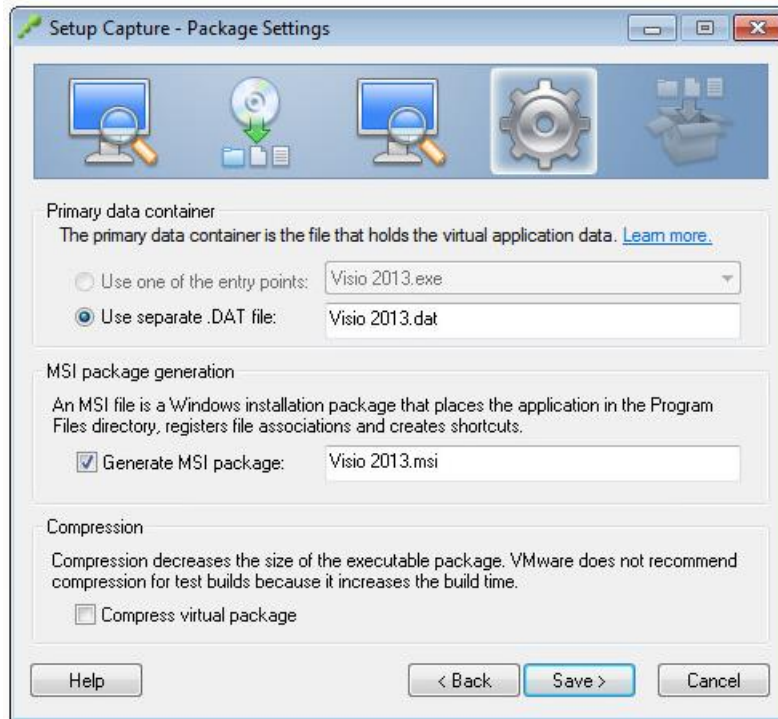 Setup Capture - Package Settings
Primary data container
The primary data container is the file that holds the virtual application data. Learn more.
Use one of the entry points: Visio 2013.exe
Use separate .DAT file: Visio 2013.dat
MSI package generation
An MSI file is a Windows installation package that places the application in the Program
Files directory, registers file associations and creates shortcuts.
Generate MSI package: Visio 2013.msi
Compression
Compression decreases the size of the executable package. VMware does not recommend
compression for test builds because it increases the build time.
Compress virtual package
Help < Back Save > Cancel